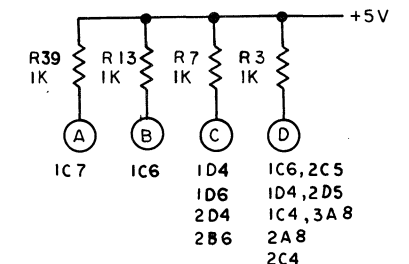 +5V
R39 R13 R7 R3
1K 1K 1K 1K
A B C D
1C7 1C6 1D4 1C6,2C5
1D6 1D4,2D5
2D4 1C4,3A8
2B6 2A8
2C4